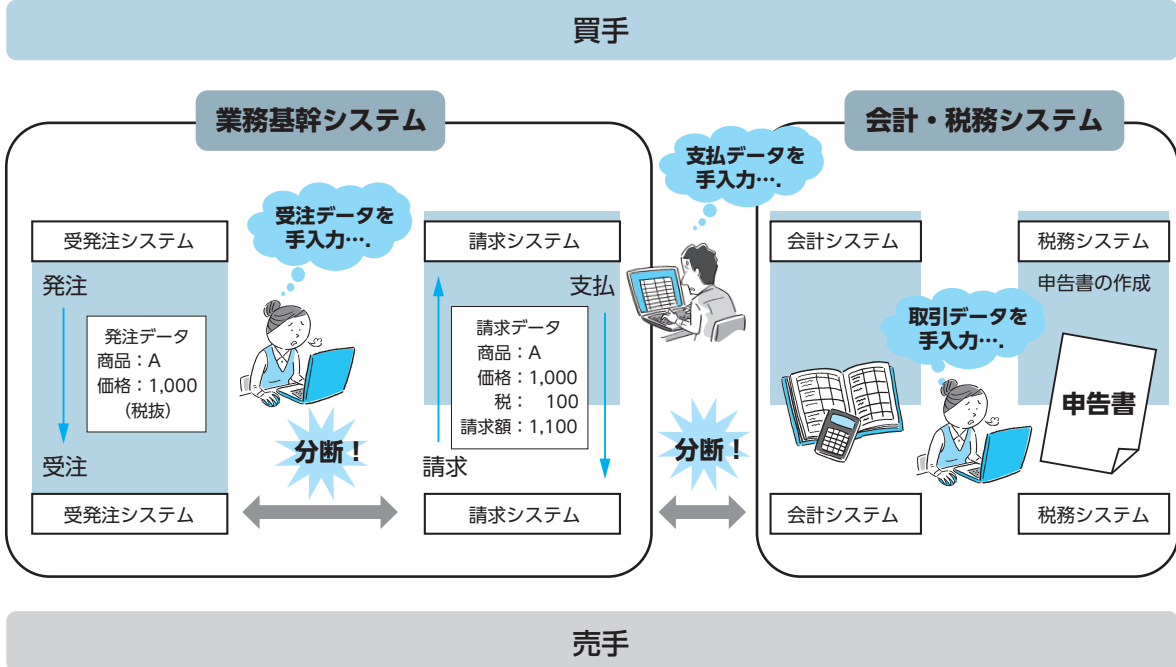 買手
業務基幹システム
会計・税務システム
支払データを
手入力….
受注データを
手入力….
受発注システム
請求システム
会計システム
税務システム
発注
支払
申告書の作成
発注データ
商品：A
価格：1,000
（税抜）
請求データ
商品：A
価格：1,000
税：　100
請求額：1,100
取引データを
手入力….
申告書
分断！
分断！
受注
請求
受発注システム
請求システム
会計システム
税務システム
売手